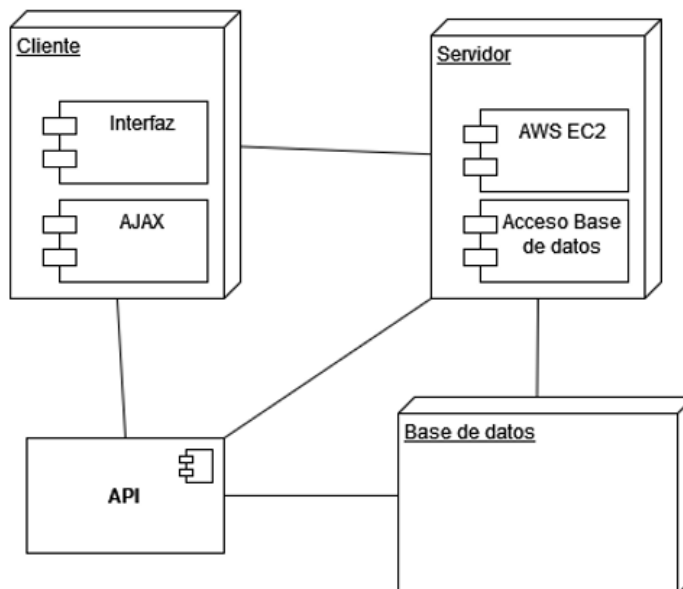 Cliente
Interfaz
AJAX
Servidor
AWS EC2
Acceso Base
de datos
API
Base de datos